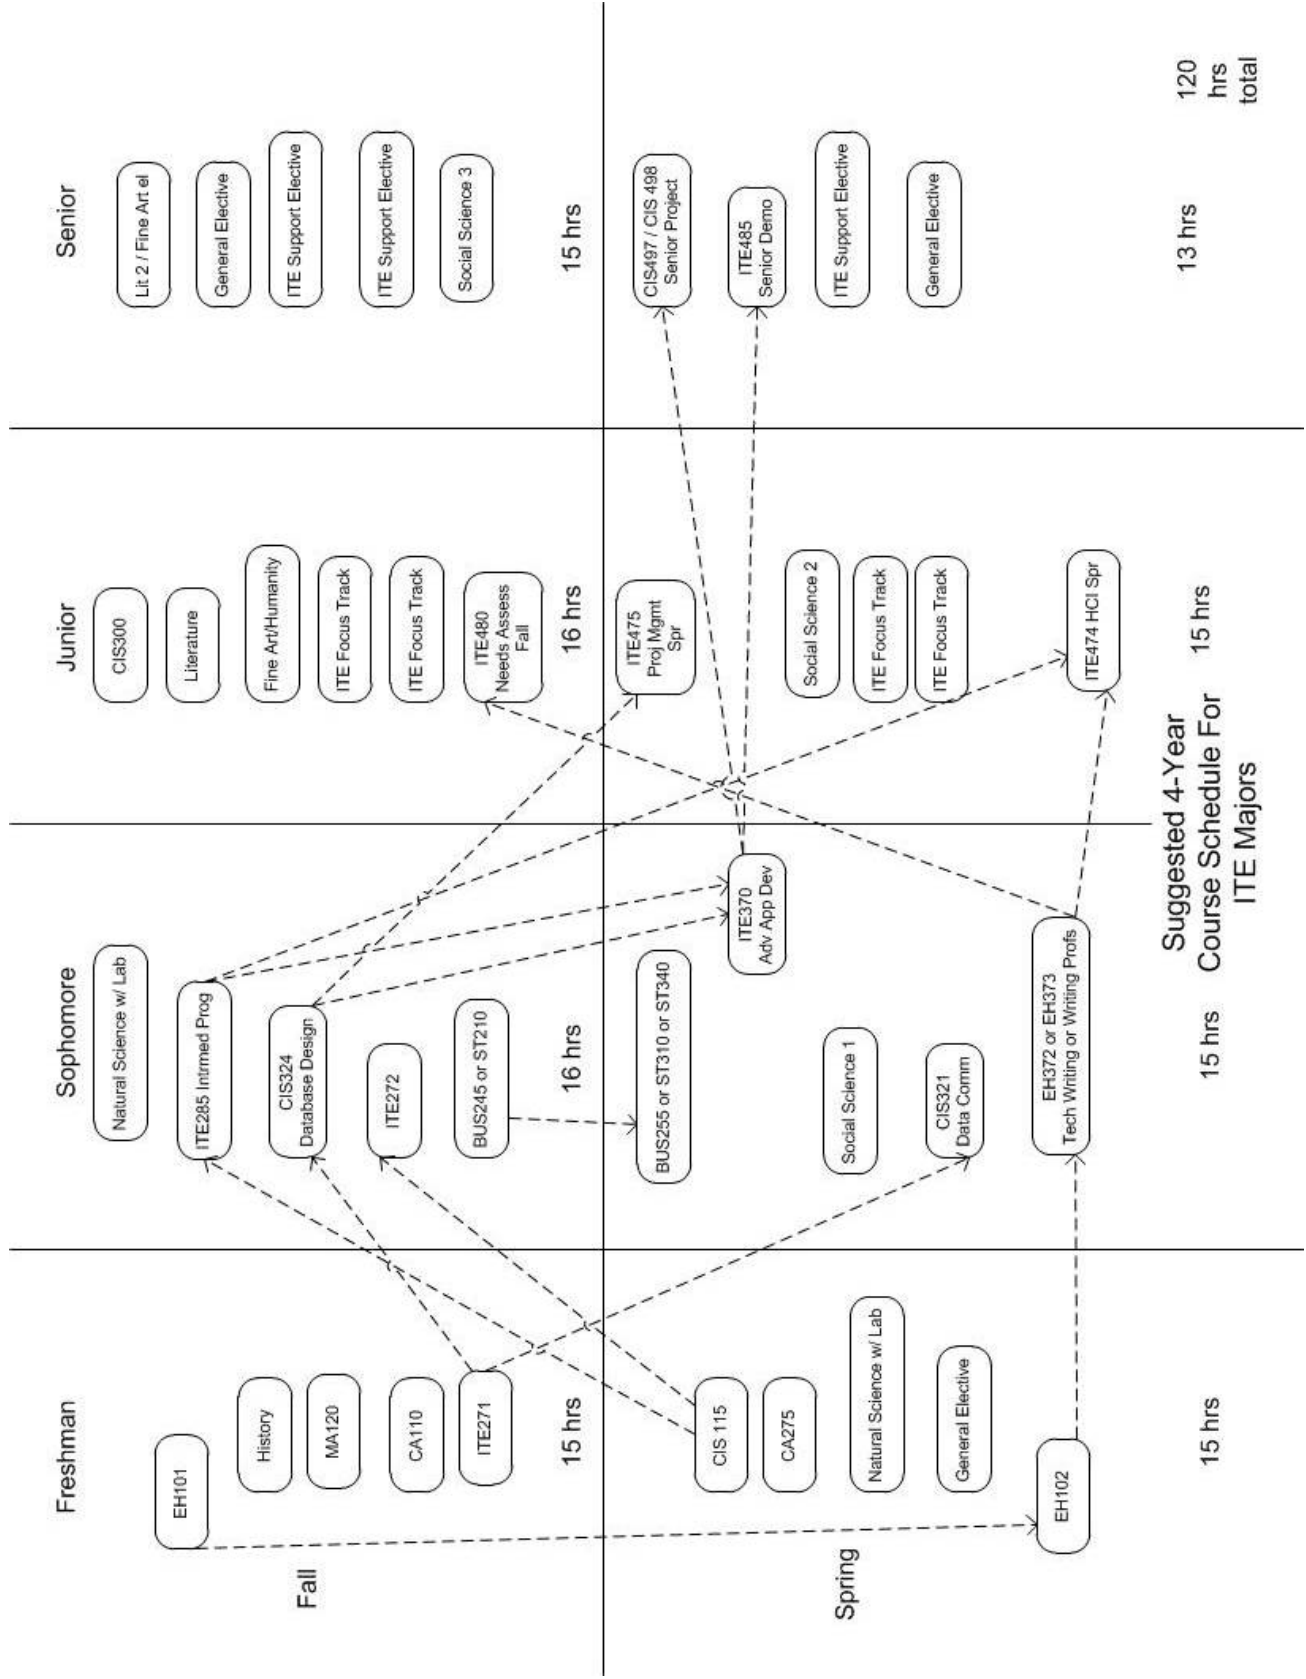 Freshman
Sophomore
Junior
Senior
Fall
EH101
History
MA120
CA110
ITE271
15 hrs
Natural Science w/ Lab
ITE285 Intrmed Prog
CIS324
Database Design
ITE272
BUS245 or ST210
16 hrs
CIS300
Literature
Fine Art/Humanity
ITE Focus Track
ITE Focus Track
ITE480
Needs Assess
Fall
16 hrs
Lit 2 / Fine Art el
General Elective
ITE Support Elective
ITE Support Elective
Social Science 3
15 hrs
Spring
CIS 115
CA275
Natural Science w/ Lab
General Elective
EH102
15 hrs
BUS255 or ST310 or ST340
ITE370
Adv App Dev
Social Science 1
CIS321
Data Comm
EH372 or EH373
Tech Writing or Writing Profs
15 hrs
ITE475
Proj Mgmt
Spr
Social Science 2
ITE Focus Track
ITE Focus Track
ITE474 HCI Spr
15 hrs
CIS497 / CIS 498
Senior Project
ITE485
Senior Demo
ITE Support Elective
General Elective
13 hrs
120
hrs
total
Suggested 4-Year
Course Schedule For
ITE Majors